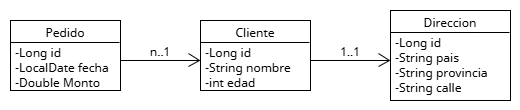 Pedido
-Long id
-LocalDate fecha
-Double Monto
n..1
Cliente
-Long id
-String nombre
-int edad
1..1
Direccion
-Long id
-String pais
-String provincia
-String calle